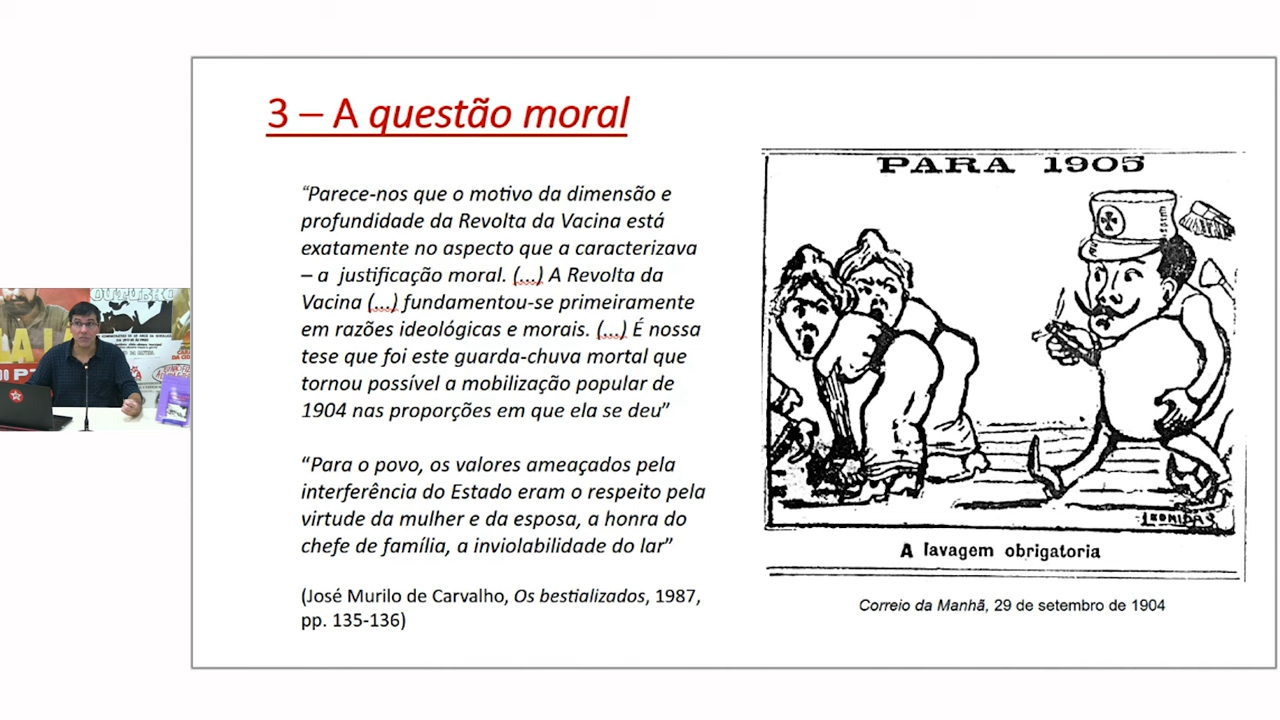 3 – A questão moral
“Parece-nos que o motivo da dimensão e
profundidade da Revolta da Vacina está
exatamente no aspecto que a caracterizava
– a justificação moral. (...) A Revolta da
Vacina (...) fundamentou-se primeiramente
em razões ideológicas e morais. (...) É nossa
tese que foi este guarda-chuva mortal que
tornou possível a mobilização popular de
1904 nas proporções em que ela se deu”
“Para o povo, os valores ameaçados pela
interferência do Estado eram o respeito pela
virtude da mulher e da esposa, a honra do
chefe de família, a inviolabilidade do lar”
(José Murilo de Carvalho, Os bestializados, 1987,
pp. 135-136)
PARA 1905
LEONIDAS
A lavagem obrigatoria
Correio da Manhã, 29 de setembro de 1904
OUTUBRO